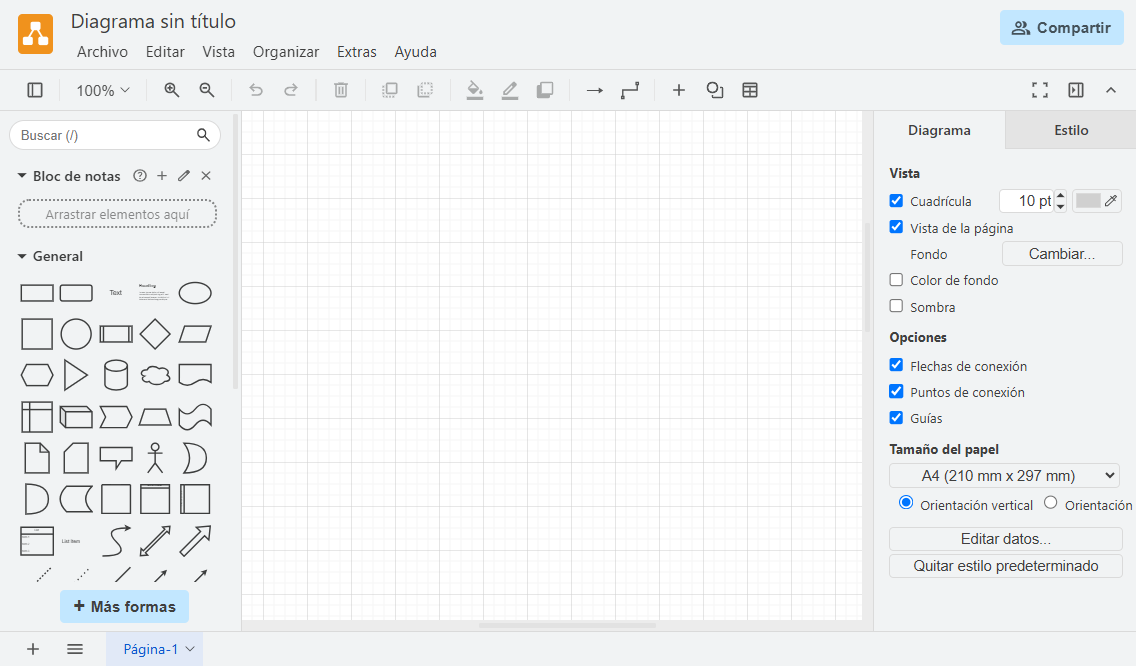 Diagrama sin título
Archivo Editar Vista Organizar Extras Ayuda
Compartir
100%
Buscar (/)
Bloc de notas
Arrastrar elementos aquí
General
Text
Heading
List Item
+ Más formas
Página-1
Diagrama Estilo
Vista
Cuadrícula 10 pt
Vista de la página
Fondo Cambiar...
Color de fondo
Sombra
Opciones
Flechas de conexión
Puntos de conexión
Guías
Tamaño del papel
A4 (210 mm x 297 mm)
Orientación vertical Orientación
Editar datos...
Quitar estilo predeterminado